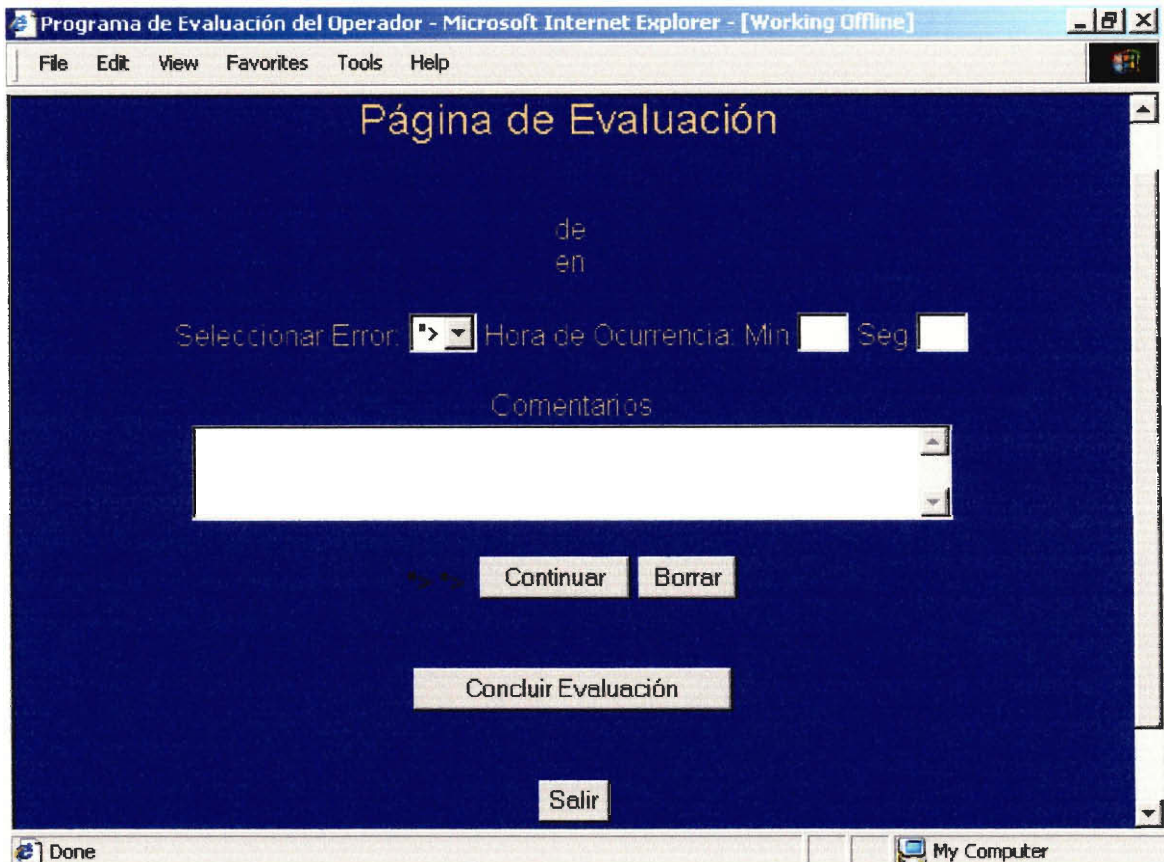 Programa de Evaluación del Operador - Microsoft Internet Explorer - [Working Offline]
File Edit View Favorites Tools Help
Página de Evaluación
de
en
Seleccionar Error: "> Hora de Ocurrencia: Min Seg
Comentarios
"> "> Continuar Borrar
Concluir Evaluación
Salir
Done My Computer